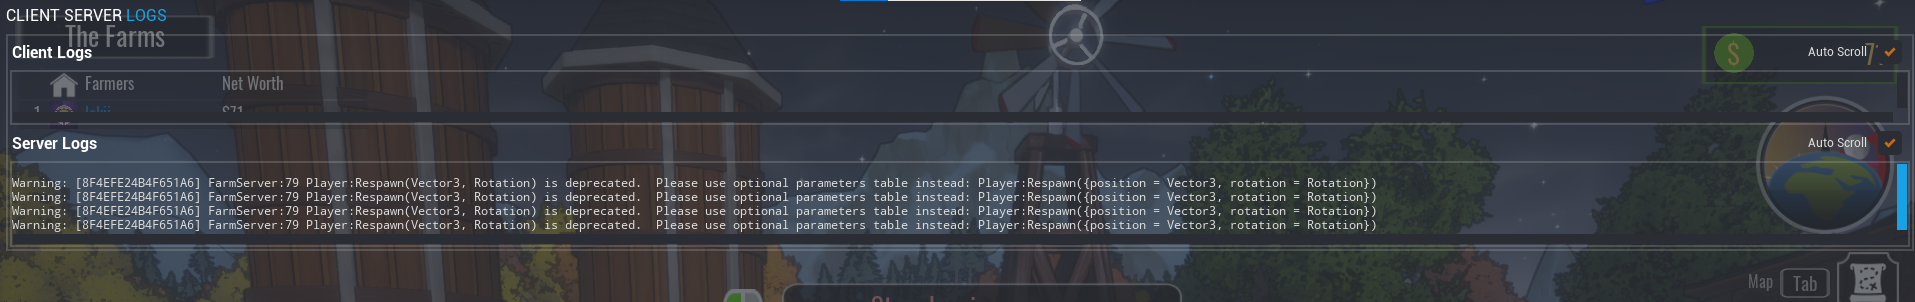 CLIENT SERVER LOGS
The Farms
Client Logs
Auto Scroll
$
Farmers
Net Worth
1
$71
Server Logs
Auto Scroll
Warning: [8F4EFE24B4F651A6] FarmServer:79 Player:Respawn(Vector3, Rotation) is deprecated.  Please use optional parameters table instead: Player:Respawn({position = Vector3, rotation = Rotation})
Warning: [8F4EFE24B4F651A6] FarmServer:79 Player:Respawn(Vector3, Rotation) is deprecated.  Please use optional parameters table instead: Player:Respawn({position = Vector3, rotation = Rotation})
Warning: [8F4EFE24B4F651A6] FarmServer:79 Player:Respawn(Vector3, Rotation) is deprecated.  Please use optional parameters table instead: Player:Respawn({position = Vector3, rotation = Rotation})
Warning: [8F4EFE24B4F651A6] FarmServer:79 Player:Respawn(Vector3, Rotation) is deprecated.  Please use optional parameters table instead: Player:Respawn({position = Vector3, rotation = Rotation})
Map
Tab